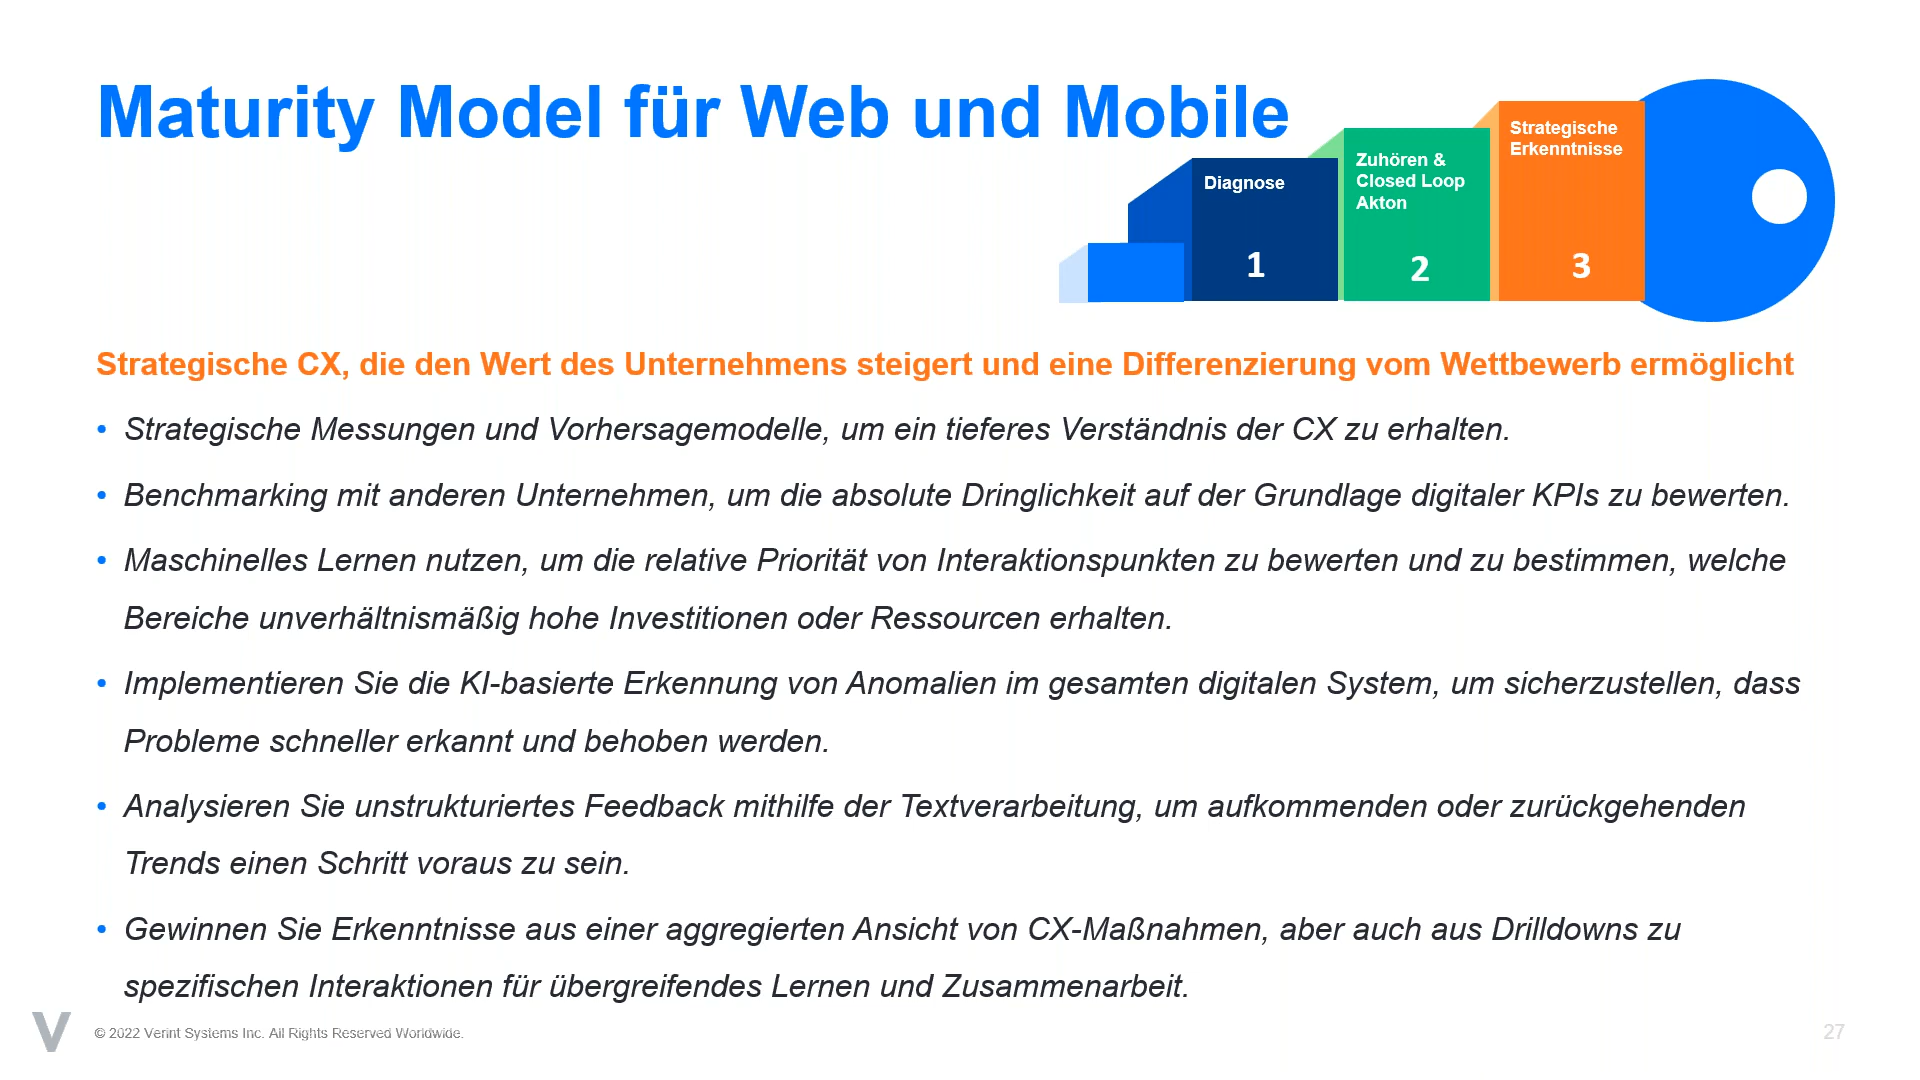 Maturity Model für Web und Mobile
Diagnose
1
Zuhören &
Closed Loop
Akton
2
Strategische
Erkenntnisse
3
Strategische CX, die den Wert des Unternehmens steigert und eine Differenzierung vom Wettbewerb ermöglicht
• Strategische Messungen und Vorhersagemodelle, um ein tieferes Verständnis der CX zu erhalten.
• Benchmarking mit anderen Unternehmen, um die absolute Dringlichkeit auf der Grundlage digitaler KPIs zu bewerten.
• Maschinelles Lernen nutzen, um die relative Priorität von Interaktionspunkten zu bewerten und zu bestimmen, welche
Bereiche unverhältnismäßig hohe Investitionen oder Ressourcen erhalten.
• Implementieren Sie die KI-basierte Erkennung von Anomalien im gesamten digitalen System, um sicherzustellen, dass
Probleme schneller erkannt und behoben werden.
• Analysieren Sie unstrukturiertes Feedback mithilfe der Textverarbeitung, um aufkommenden oder zurückgehenden
Trends einen Schritt voraus zu sein.
• Gewinnen Sie Erkenntnisse aus einer aggregierten Ansicht von CX-Maßnahmen, aber auch aus Drilldowns zu
spezifischen Interaktionen für übergreifendes Lernen und Zusammenarbeit.
© 2022 Verint Systems Inc. All Rights Reserved Worldwide.
27